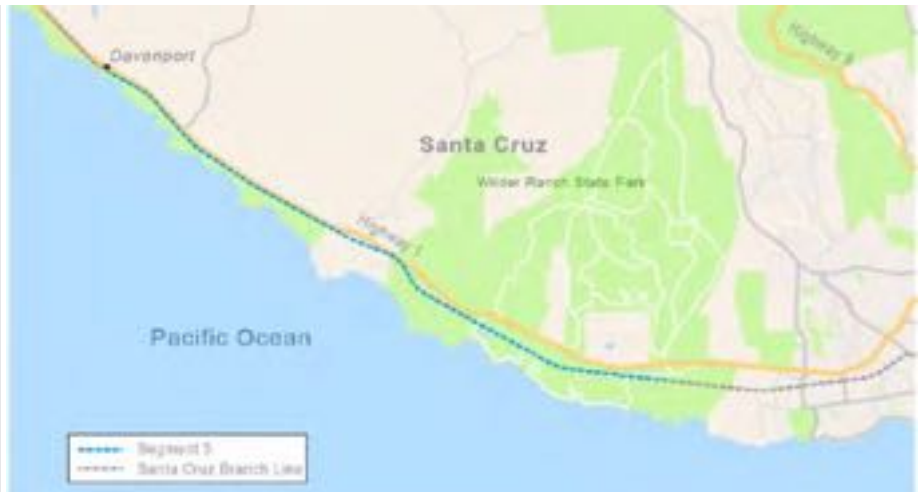 Davenport
Highway 9
Santa Cruz
Wilder Ranch State Park
Highway 1
Pacific Ocean
Segment 5
Santa Cruz Branch Line